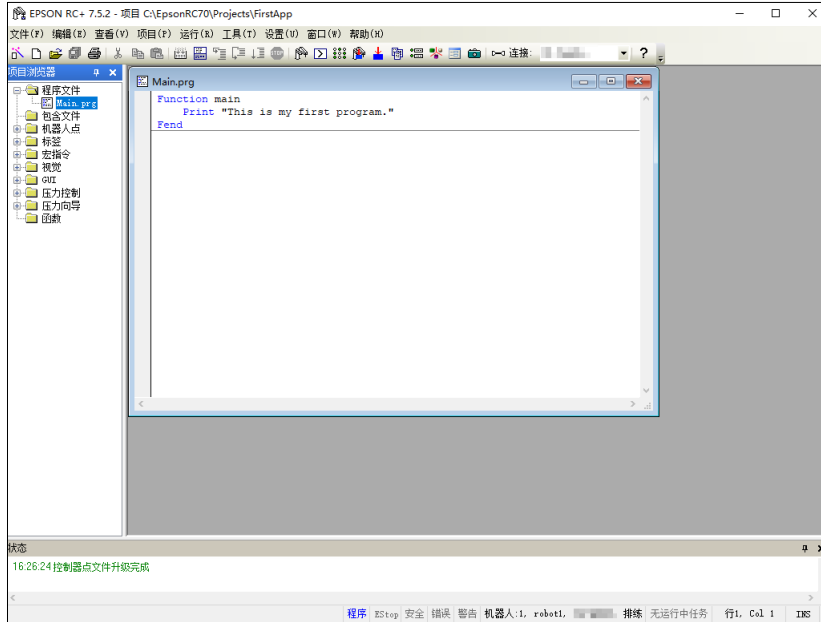 EPSON RC+ 7.5.2 - 项目 C:\EpsonRC70\Projects\FirstApp
文件(F) 编辑(E) 查看(V) 项目(P) 运行(R) 工具(T) 设置(U) 窗口(W) 帮助(H)
连接:
?
项目浏览器
程序文件
Main.prg
包含文件
机器人点
标签
宏指令
视觉
GUI
压力控制
压力向导
函数
Main.prg
Function main
Print "This is my first program."
Fend
状态
16:26:24 控制器点文件升级完成
程序 EStop 安全 错误 警告 机器人:1, robot1, 排练 无运行中任务 行1, Col 1 INS